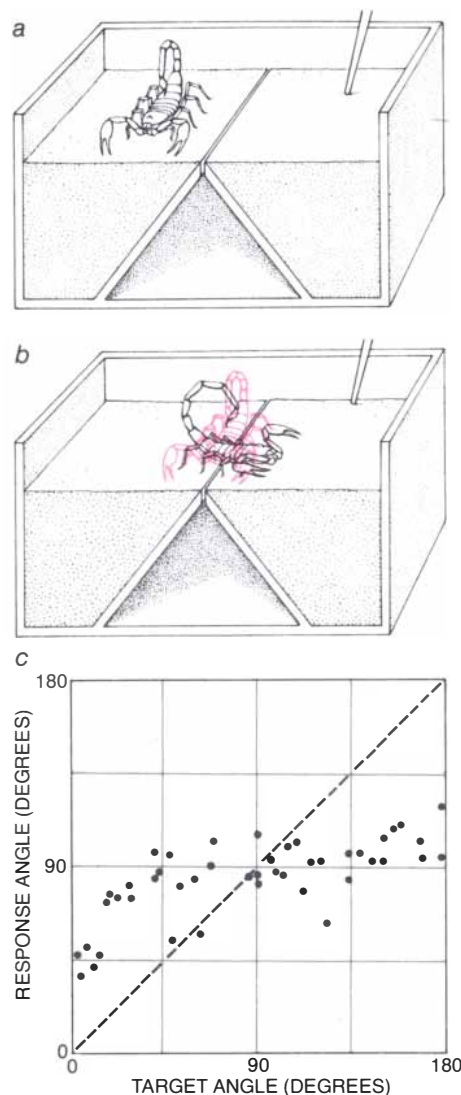 a
b
c
180
RESPONSE ANGLE (DEGREES)
90
0
0
90
180
TARGET ANGLE (DEGREES)